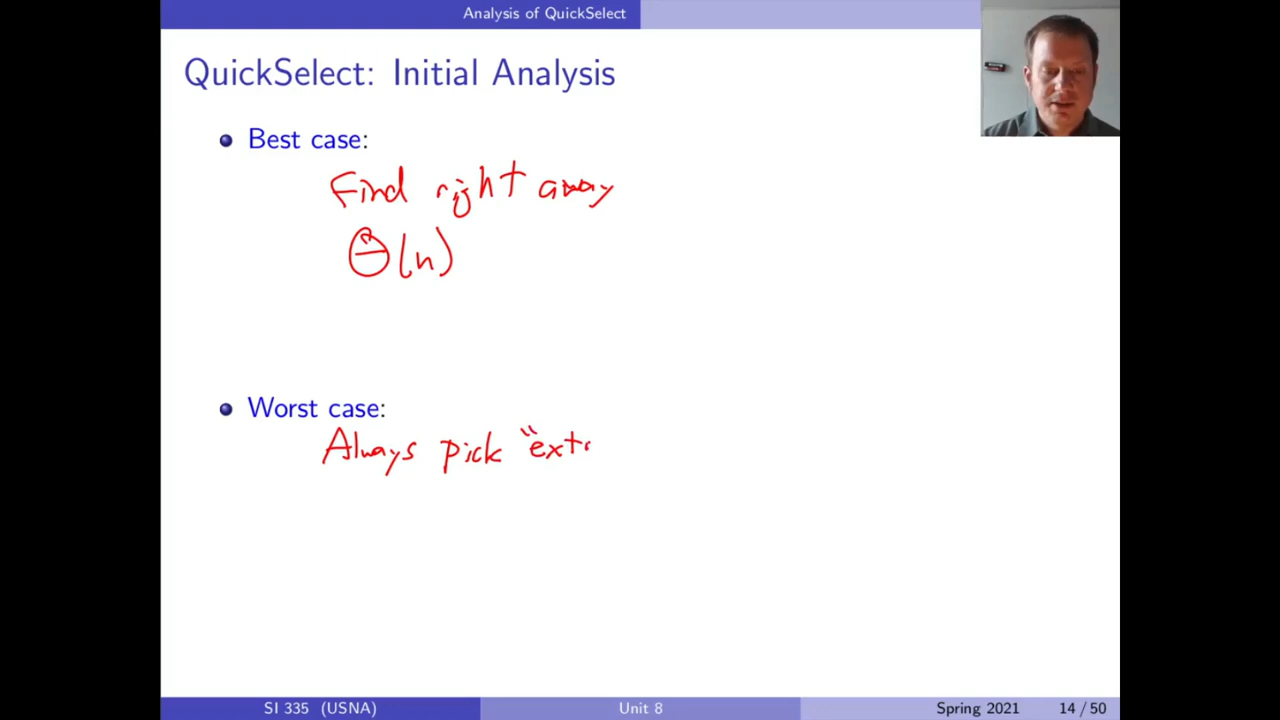 Analysis of QuickSelect
QuickSelect: Initial Analysis
Best case:
Find right away
Θ(n)
Worst case:
Always pick "extr
SI 335 (USNA) Unit 8 Spring 2021 14 / 50